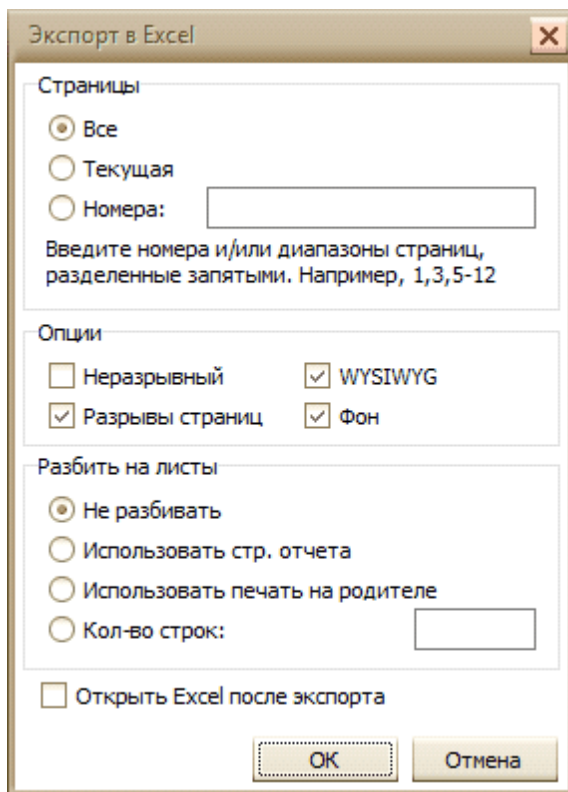 Экспорт в Excel
Страницы
Все
Текущая
Номера:
Введите номера и/или диапазоны страниц,
разделенные запятыми. Например, 1,3,5-12
Опции
Неразрывный
WYSIWYG
Разрывы страниц
Фон
Разбить на листы
Не разбивать
Использовать стр. отчета
Использовать печать на родителе
Кол-во строк:
Открыть Excel после экспорта
ОК
Отмена